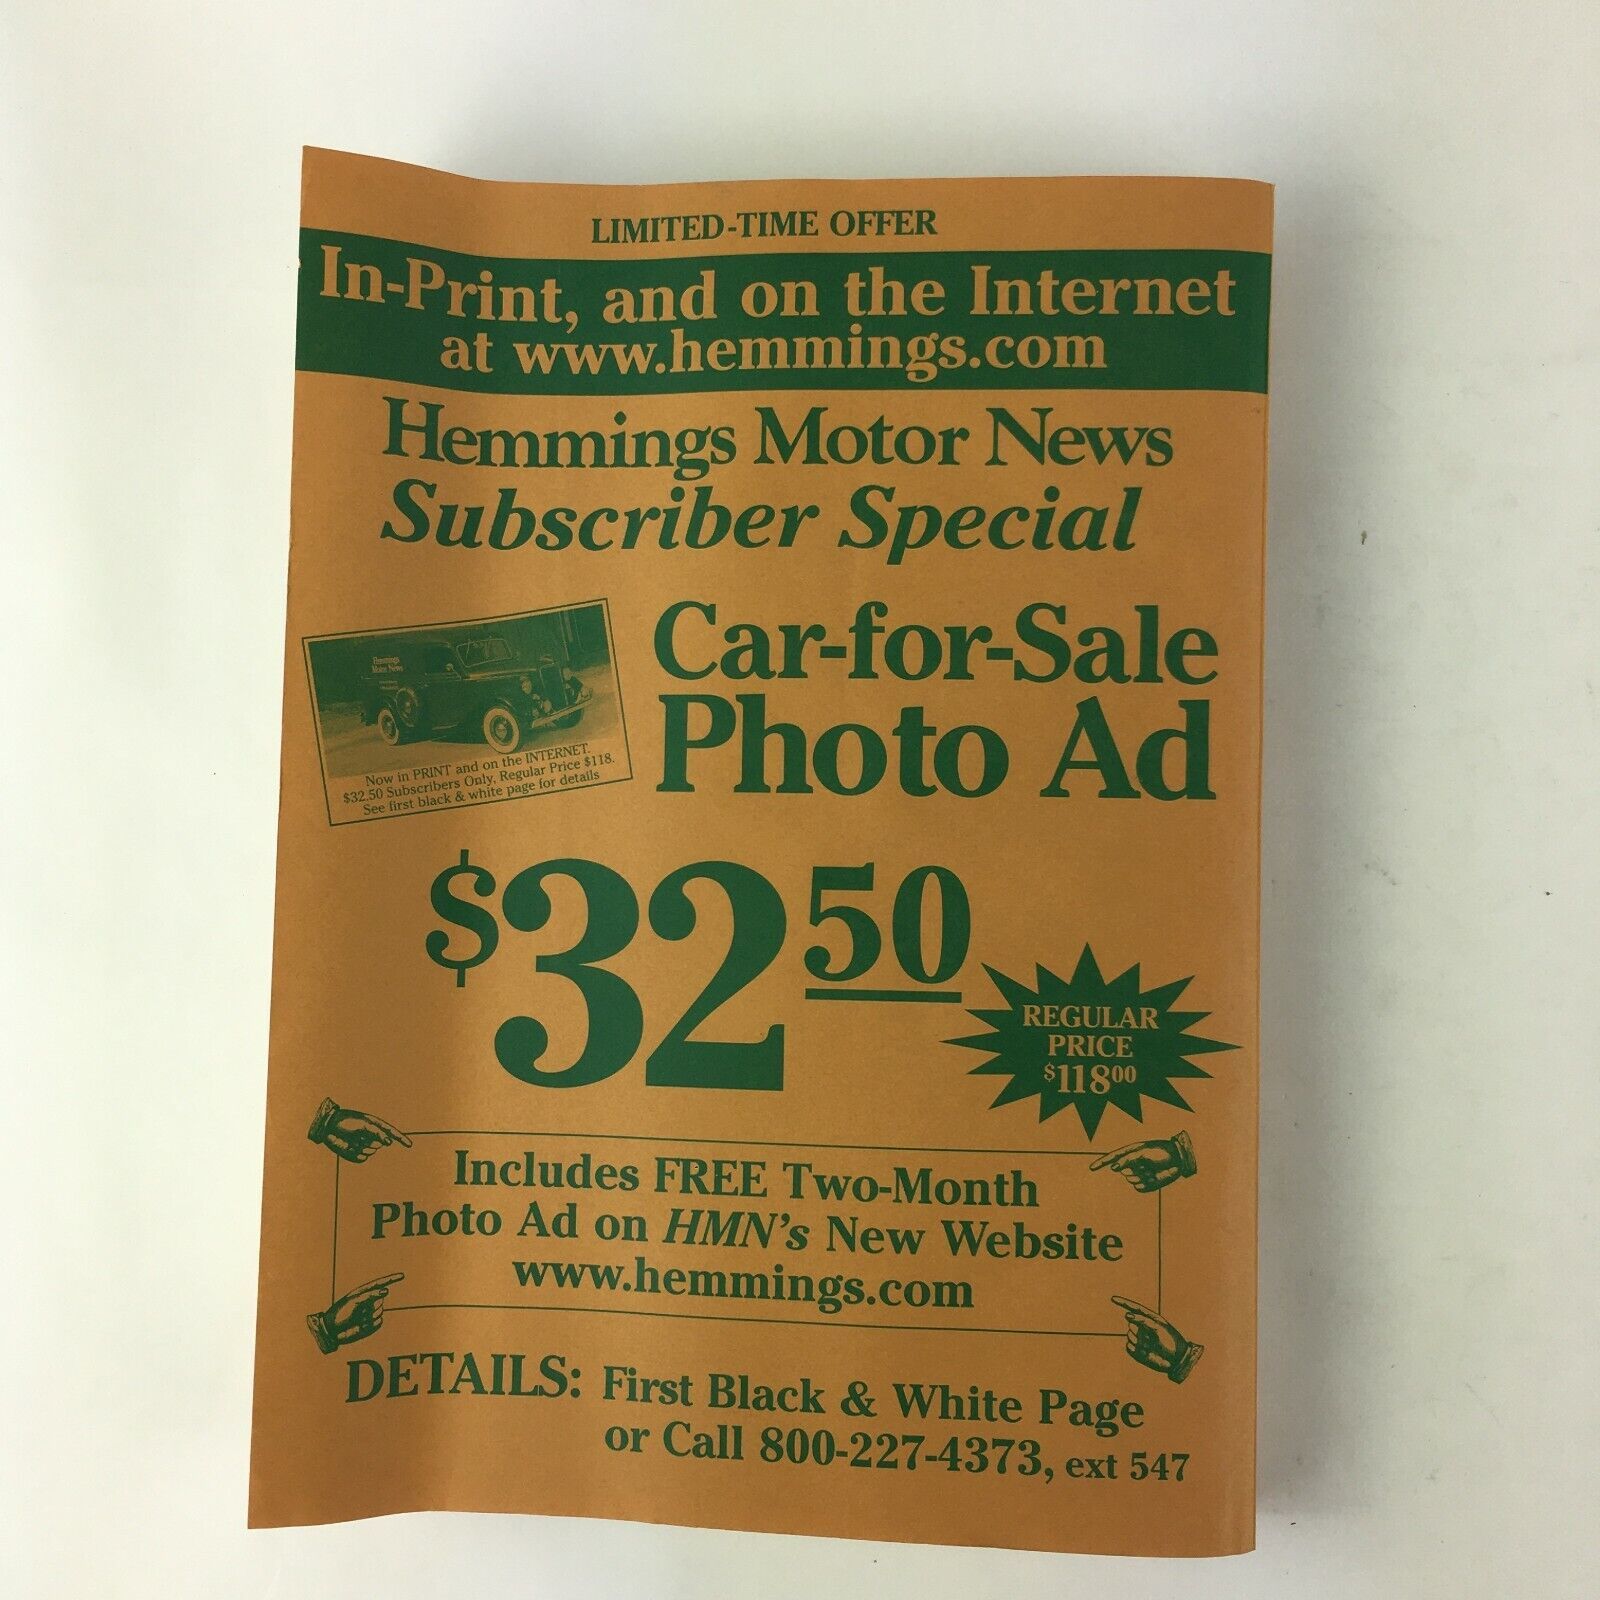 LIMITED-TIME OFFER
In-Print, and on the Internet
at www.hemmings.com
Hemmings Motor News
Subscriber Special
Hemmings
Motor News
Now in PRINT and on the INTERNET.
$32.50 Subscribers Only, Regular Price $118.
See first black & white page for details
Car-for-Sale
Photo Ad
$32 50
REGULAR
PRICE
$118 00
Includes FREE Two-Month
Photo Ad on HMN's New Website
www.hemmings.com
DETAILS: First Black & White Page
or Call 800-227-4373, ext 547